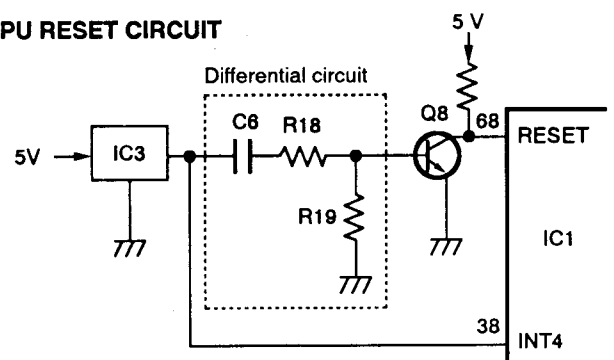 PU RESET CIRCUIT
5 V
Differential circuit
C6
R18
Q8
68
RESET
5V
IC3
R19
IC1
38
INT4